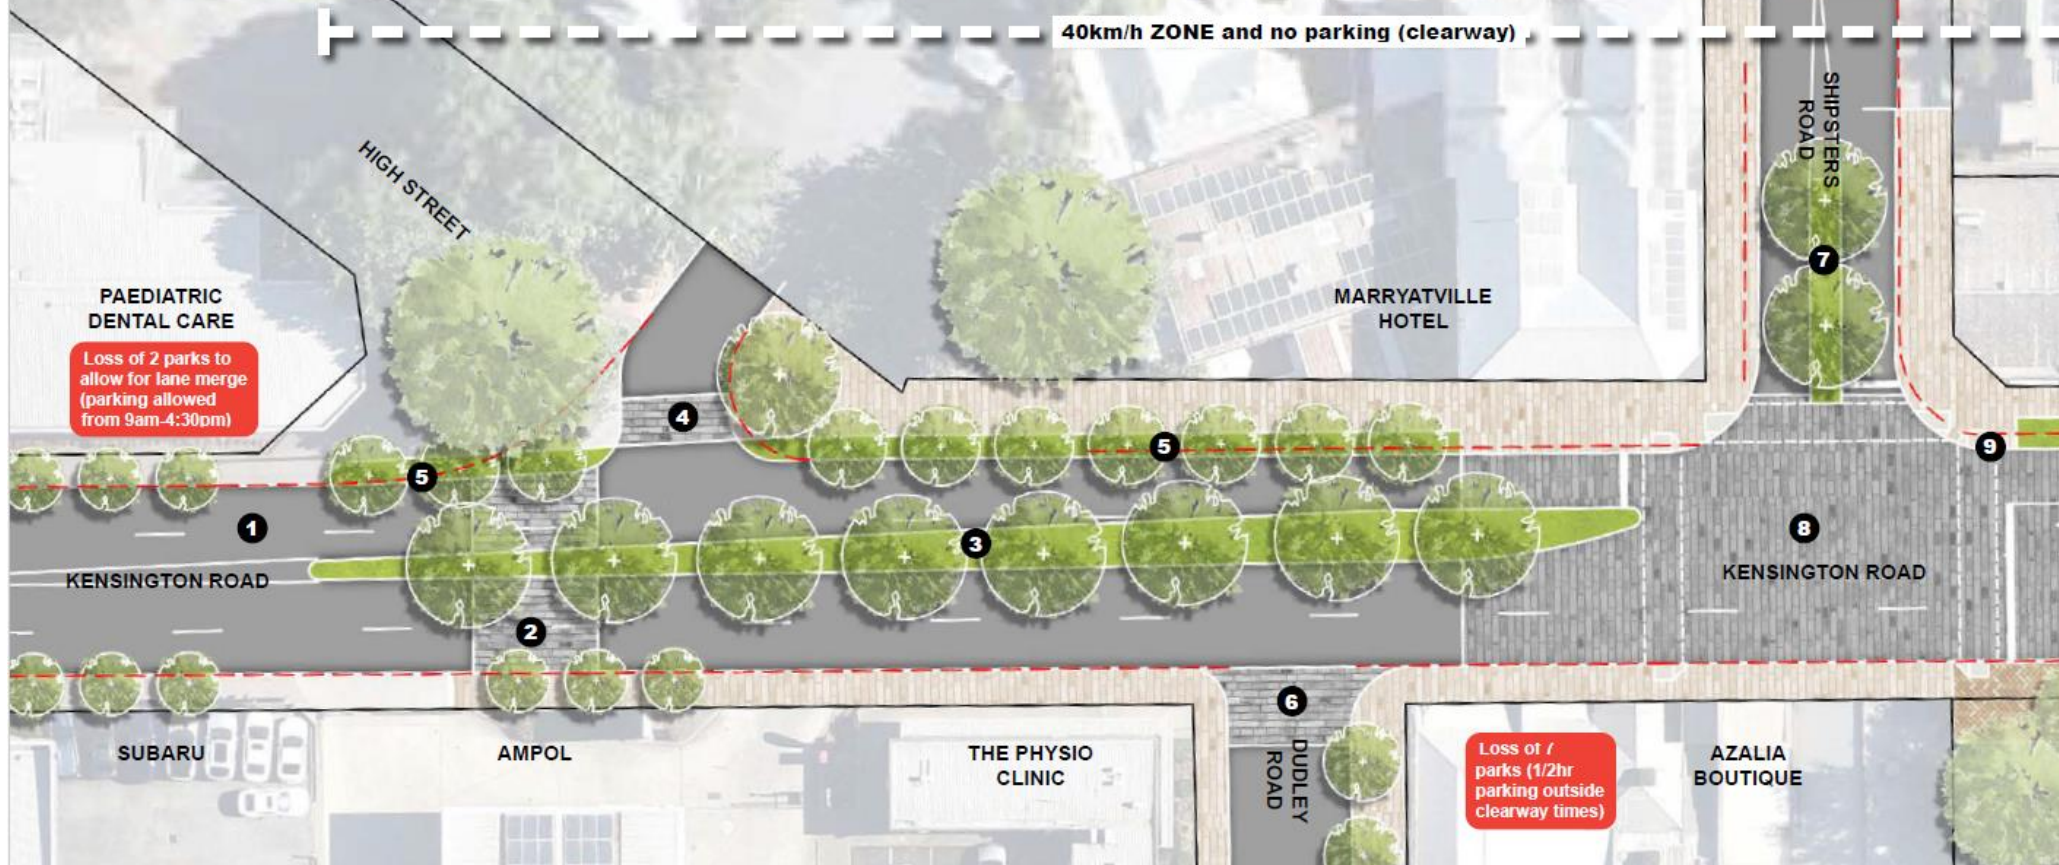 40km/h ZONE and no parking (clearway)
SHIPSTERS
ROAD
HIGH STREET
PAEDIATRIC
DENTAL CARE
Loss of 2 parks to
allow for lane merge
(parking allowed
from 9am-4:30pm)
MARRYATVILLE
HOTEL
7
4
5
5
9
1
3
8
KENSINGTON ROAD
KENSINGTON ROAD
2
6
SUBARU
AMPOL
THE PHYSIO
CLINIC
DUDLEY
ROAD
Loss of 7
parks (1/2hr
parking outside
clearway times)
AZALIA
BOUTIQUE